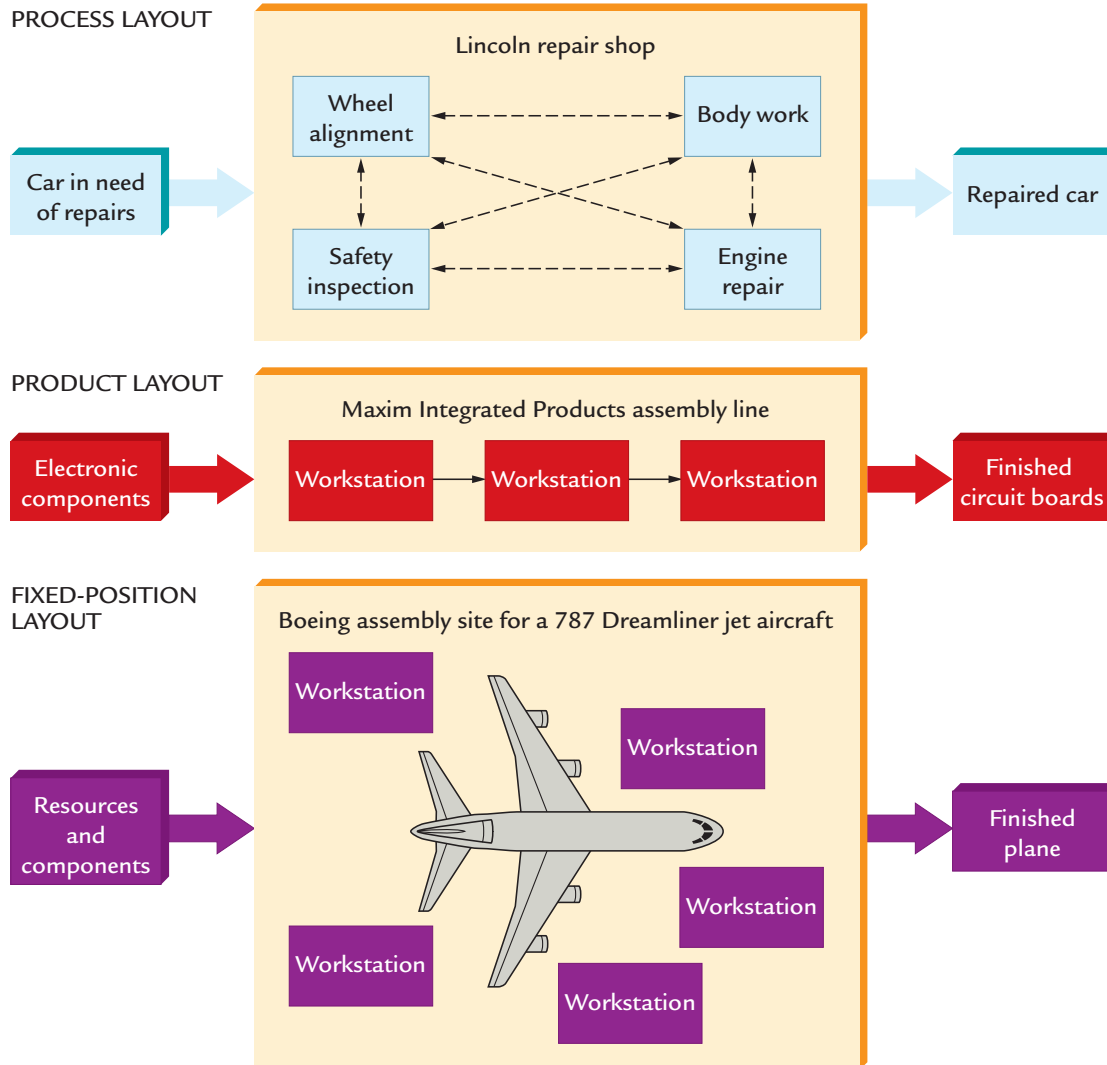 PROCESS LAYOUT
Lincoln repair shop
Wheel
alignment
Body work
Car in need
of repairs
Repaired car
Safety
inspection
Engine
repair
PRODUCT LAYOUT
Maxim Integrated Products assembly line
Electronic
components
Workstation
Workstation
Workstation
Finished
circuit boards
FIXED-POSITION
LAYOUT
Boeing assembly site for a 787 Dreamliner jet aircraft
Workstation
Workstation
Resources
and
components
Finished
plane
Workstation
Workstation
Workstation